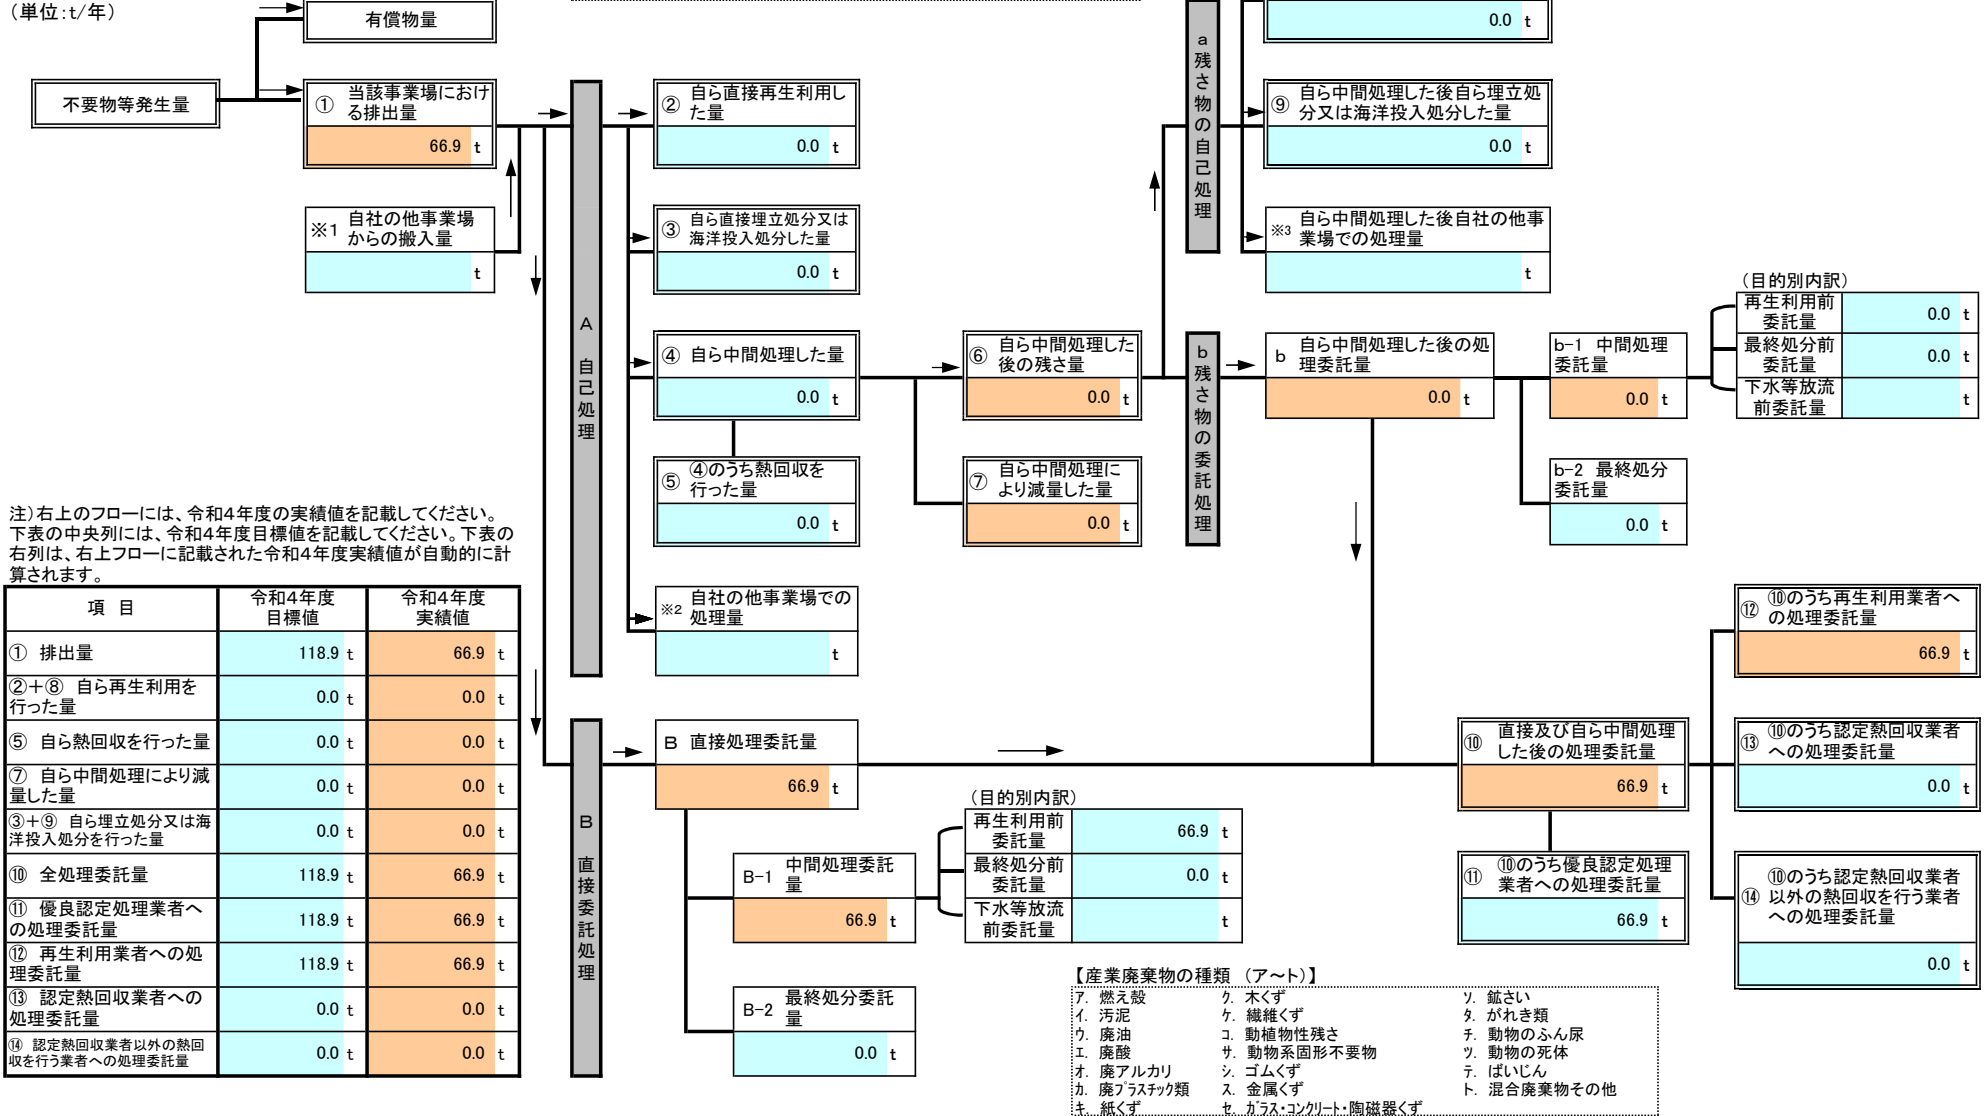 (単位:t/年)
有償物量
不要物等発生量
① 当該事業場におけ
る排出量
66.9 t
※1 自社の他事業場
からの搬入量
t
A 自己処理
② 自ら直接再生利用し
た量
0.0 t
③ 自ら直接埋立処分又は
海洋投入処分した量
0.0 t
④ 自ら中間処理した量
0.0 t
⑤ ④のうち熱回収を
行った量
0.0 t
※2 自社の他事業場での
処理量
t
⑥ 自ら中間処理した
後の残さ量
0.0 t
⑦ 自ら中間処理に
より減量した量
0.0 t
a 残さ物の自己処理
0.0 t
⑨ 自ら中間処理した後自ら埋立処
分又は海洋投入処分した量
0.0 t
※3 自ら中間処理した後自社の他事
業場での処理量
t
b 残さ物の委託処理
b 自ら中間処理した後の処
理委託量
0.0 t
b-1 中間処理
委託量
0.0 t
b-2 最終処分
委託量
0.0 t
(目的別内訳)
再生利用前
委託量
0.0 t
最終処分前
委託量
0.0 t
下水等放流
前委託量
t
注)右上のフローには、令和4年度の実績値を記載してください。
下表の中央列には、令和4年度目標値を記載してください。下表の
右列は、右上フローに記載された令和4年度実績値が自動的に計
算されます。
項 目 令和4年度 令和4年度
目標値 実績値
① 排出量 118.9 t 66.9 t
②+⑧ 自ら再生利用を
行った量 0.0 t 0.0 t
⑤ 自ら熱回収を行った量 0.0 t 0.0 t
⑦ 自ら中間処理により減
量した量 0.0 t 0.0 t
③+⑨ 自ら埋立処分又は海
洋投入処分を行った量 0.0 t 0.0 t
⑩ 全処理委託量 118.9 t 66.9 t
⑪ 優良認定処理業者へ
の処理委託量 118.9 t 66.9 t
⑫ 再生利用業者への処
理委託量 118.9 t 66.9 t
⑬ 認定熱回収業者への
処理委託量 0.0 t 0.0 t
⑭ 認定熱回収業者以外の熱回
収を行う業者への処理委託量 0.0 t 0.0 t
B 直接委託処理
B 直接処理委託量
66.9 t
B-1 中間処理委託
量
66.9 t
B-2 最終処分委託
量
0.0 t
(目的別内訳)
再生利用前
委託量
66.9 t
最終処分前
委託量
0.0 t
下水等放流
前委託量
t
⑩ 直接及び自ら中間処理
した後の処理委託量
66.9 t
⑪ ⑩のうち優良認定処理
業者への処理委託量
66.9 t
⑫ ⑩のうち再生利用業者へ
の処理委託量
66.9 t
⑬ ⑩のうち認定熱回収業者
への処理委託量
0.0 t
⑭ ⑩のうち認定熱回収業者
以外の熱回収を行う業者
への処理委託量
0.0 t
【産業廃棄物の種類 (ア~ト)】
ア. 燃え殻 ク. 木くず ソ. 鉱さい
イ. 汚泥 ケ. 繊維くず タ. がれき類
ウ. 廃油 コ. 動植物性残さ チ. 動物のふん尿
エ. 廃酸 サ. 動物系固形不要物 ツ. 動物の死体
オ. 廃アルカリ シ. ゴムくず テ. ばいじん
カ. 廃プラスチック類 ス. 金属くず ト. 混合廃棄物その他
キ. 紙くず セ. ガラス・コンクリート・陶磁器くず